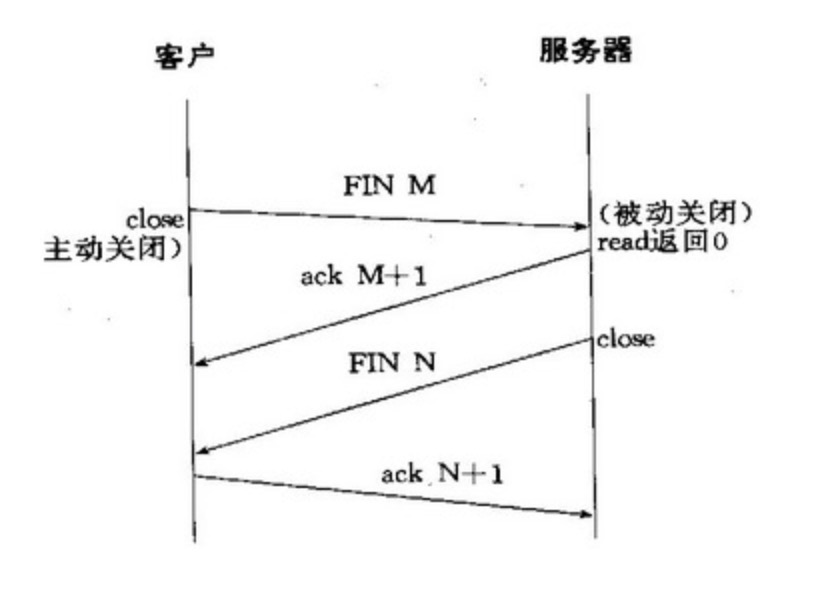 客户
服务器
FIN M
close
主动关闭)
(被动关闭)
read返回0
ack M+1
close
FIN N
ack N+1